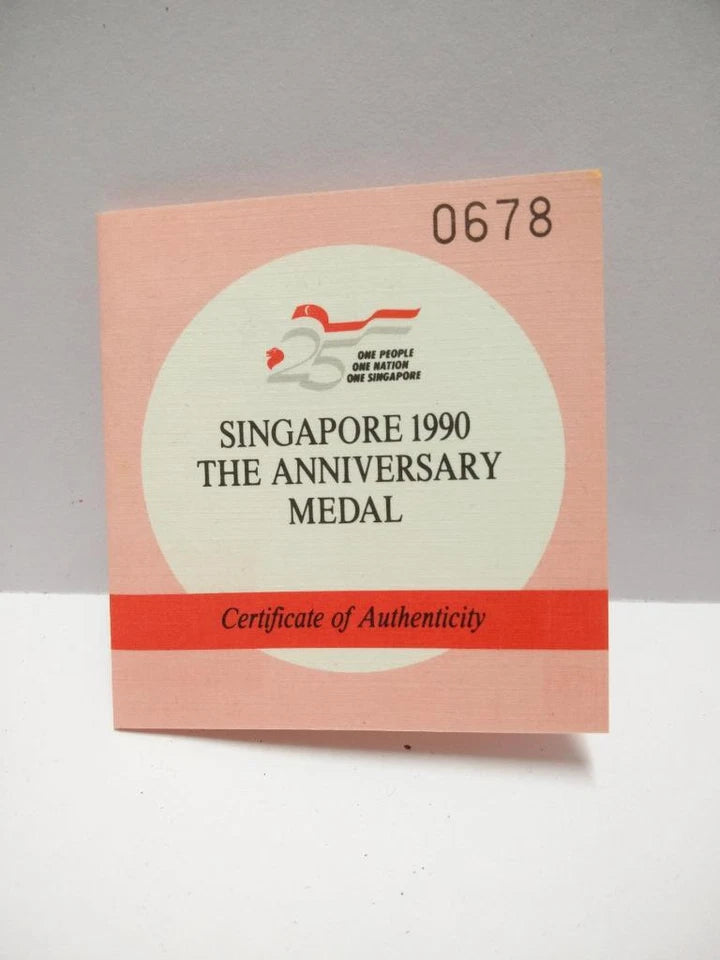 0678
25
ONE PEOPLE
ONE NATION
ONE SINGAPORE
SINGAPORE 1990
THE ANNIVERSARY
MEDAL
Certificate of Authenticity